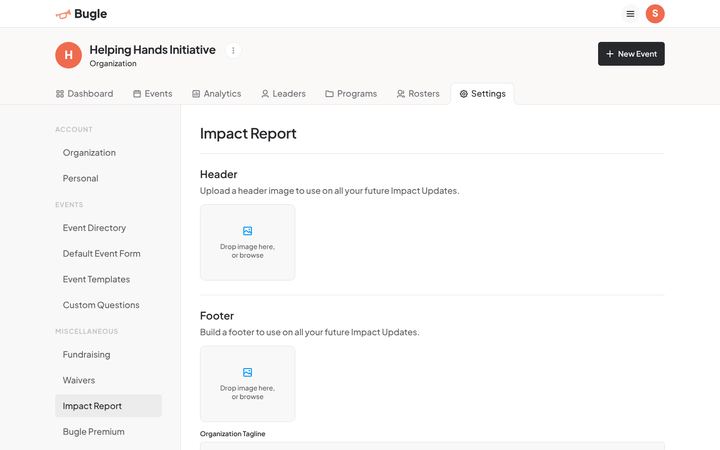 Bugle
S
H
Helping Hands Initiative
Organization
New Event
Dashboard
Events
Analytics
Leaders
Programs
Rosters
Settings
ACCOUNT
Organization
Personal
EVENTS
Event Directory
Default Event Form
Event Templates
Custom Questions
MISCELLANEOUS
Fundraising
Waivers
Impact Report
Bugle Premium
Impact Report
Header
Upload a header image to use on all your future Impact Updates.
Drop image here,
or browse
Footer
Build a footer to use on all your future Impact Updates.
Drop image here,
or browse
Organization Tagline